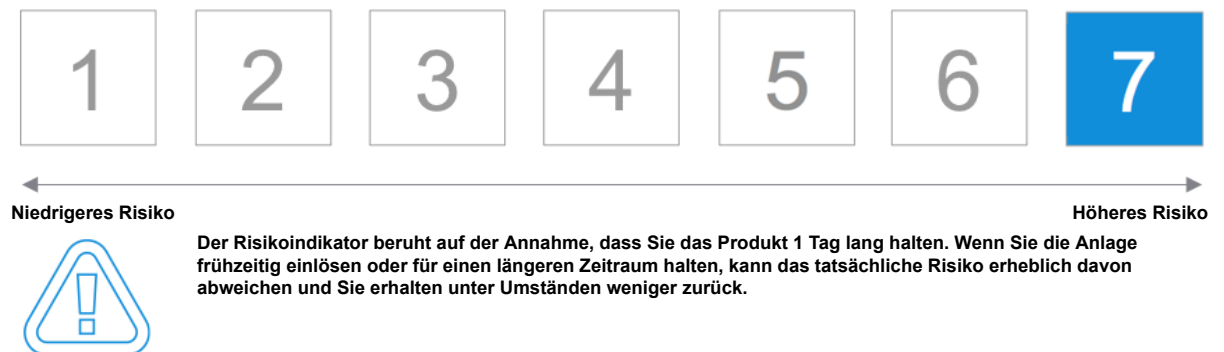 1 2 3 4 5 6 7
Niedrigeres Risiko Höheres Risiko
Der Risikoindikator beruht auf der Annahme, dass Sie das Produkt 1 Tag lang halten. Wenn Sie die Anlage
frühzeitig einlösen oder für einen längeren Zeitraum halten, kann das tatsächliche Risiko erheblich davon
abweichen und Sie erhalten unter Umständen weniger zurück.